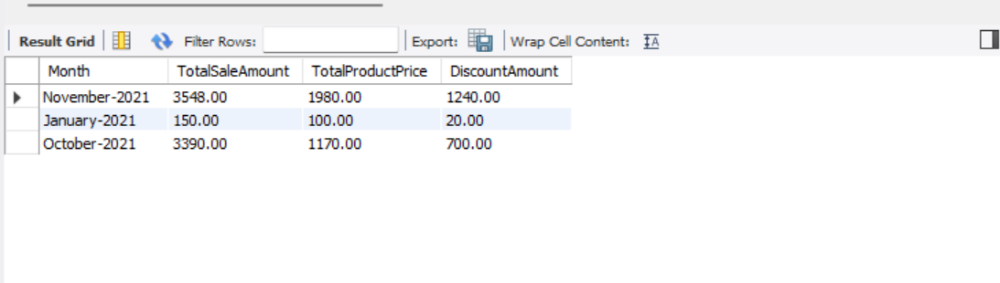 Result Grid Filter Rows: Export: Wrap Cell Content: IA
Month TotalSaleAmount TotalProductPrice DiscountAmount
November-2021 3548.00 1980.00 1240.00
January-2021 150.00 100.00 20.00
October-2021 3390.00 1170.00 700.00